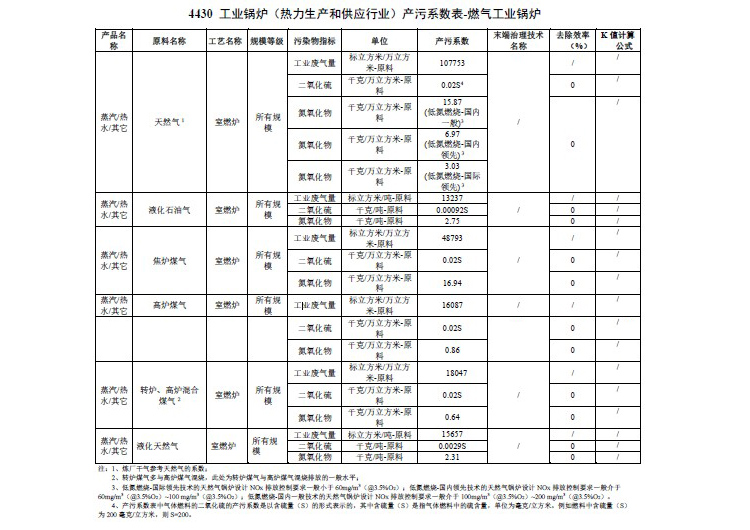 4430 工业锅炉（热力生产和供应行业）产污系数表-燃气工业锅炉
产品名称 原料名称 工艺名称 规模等级 污染物指标 单位 产污系数 末端治理技术名称 去除效率（%） K 值计算公式
蒸汽/热水/其它 天然气 1 室燃炉 所有规模 工业废气量 标立方米/万立方米-原料 107753 / / /
二氧化硫 千克/万立方米-原料 0.02S4 0 /
氮氧化物 千克/万立方米-原料 15.87 (低氮燃烧-国内一般)3 0 /
氮氧化物 千克/万立方米-原料 6.97 (低氮燃烧-国内领先)3
氮氧化物 千克/万立方米-原料 3.03 (低氮燃烧-国际领先)3
蒸汽/热水/其它 液化石油气 室燃炉 所有规模 工业废气量 标立方米/吨-原料 13237 / / /
二氧化硫 千克/吨-原料 0.00092S 0 /
氮氧化物 千克/吨-原料 2.75 0 /
蒸汽/热水/其它 焦炉煤气 室燃炉 所有规模 工业废气量 标立方米/万立方米-原料 48793 / / /
二氧化硫 千克/万立方米-原料 0.02S 0 /
氮氧化物 千克/万立方米-原料 16.94 0 /
蒸汽/热水/其它 高炉煤气 室燃炉 所有规模 工业废气量 标立方米/万立方米-原料 16087 / / /
二氧化硫 千克/万立方米-原料 0.02S 0 /
氮氧化物 千克/万立方米-原料 0.86 0 /
蒸汽/热水/其它 转炉、高炉混合煤气 2 室燃炉 所有规模 工业废气量 标立方米/万立方米-原料 18047 / / /
二氧化硫 千克/万立方米-原料 0.02S 0 /
氮氧化物 千克/万立方米-原料 0.64 0 /
蒸汽/热水/其它 液化天然气 室燃炉 所有规模 工业废气量 标立方米/吨-原料 15657 / / /
二氧化硫 千克/吨-原料 0.0029S 0 /
氮氧化物 千克/吨-原料 2.31 0 /
注：1、炼厂干气参考天然气的系数；
2、转炉煤气多与高炉煤气混烧，此处为转炉煤气与高炉煤气混烧排放的一般水平；
3、低氮燃烧-国际领先技术的天然气锅炉设计 NOx 排放控制要求一般小于 60mg/m³（@3.5%O₂）；低氮燃烧-国内领先技术的天然气锅炉设计 NOx 排放控制要求一般介于
60mg/m³（@3.5%O₂）~100 mg/m³（@3.5%O₂）；低氮燃烧-国内一般技术的天然气锅炉设计 NOx 排放控制要求一般介于 100mg/m³（@3.5%O₂）~200 mg/m³（@3.5%O₂）。
4、产污系数表中气体燃料的二氧化硫的产污系数是以含硫量（S）的形式表示的，其中含硫量（S）是指气体燃料中的硫含量，单位为毫克/立方米。例如燃料中含硫量（S）
为 200 毫克/立方米，则 S=200。